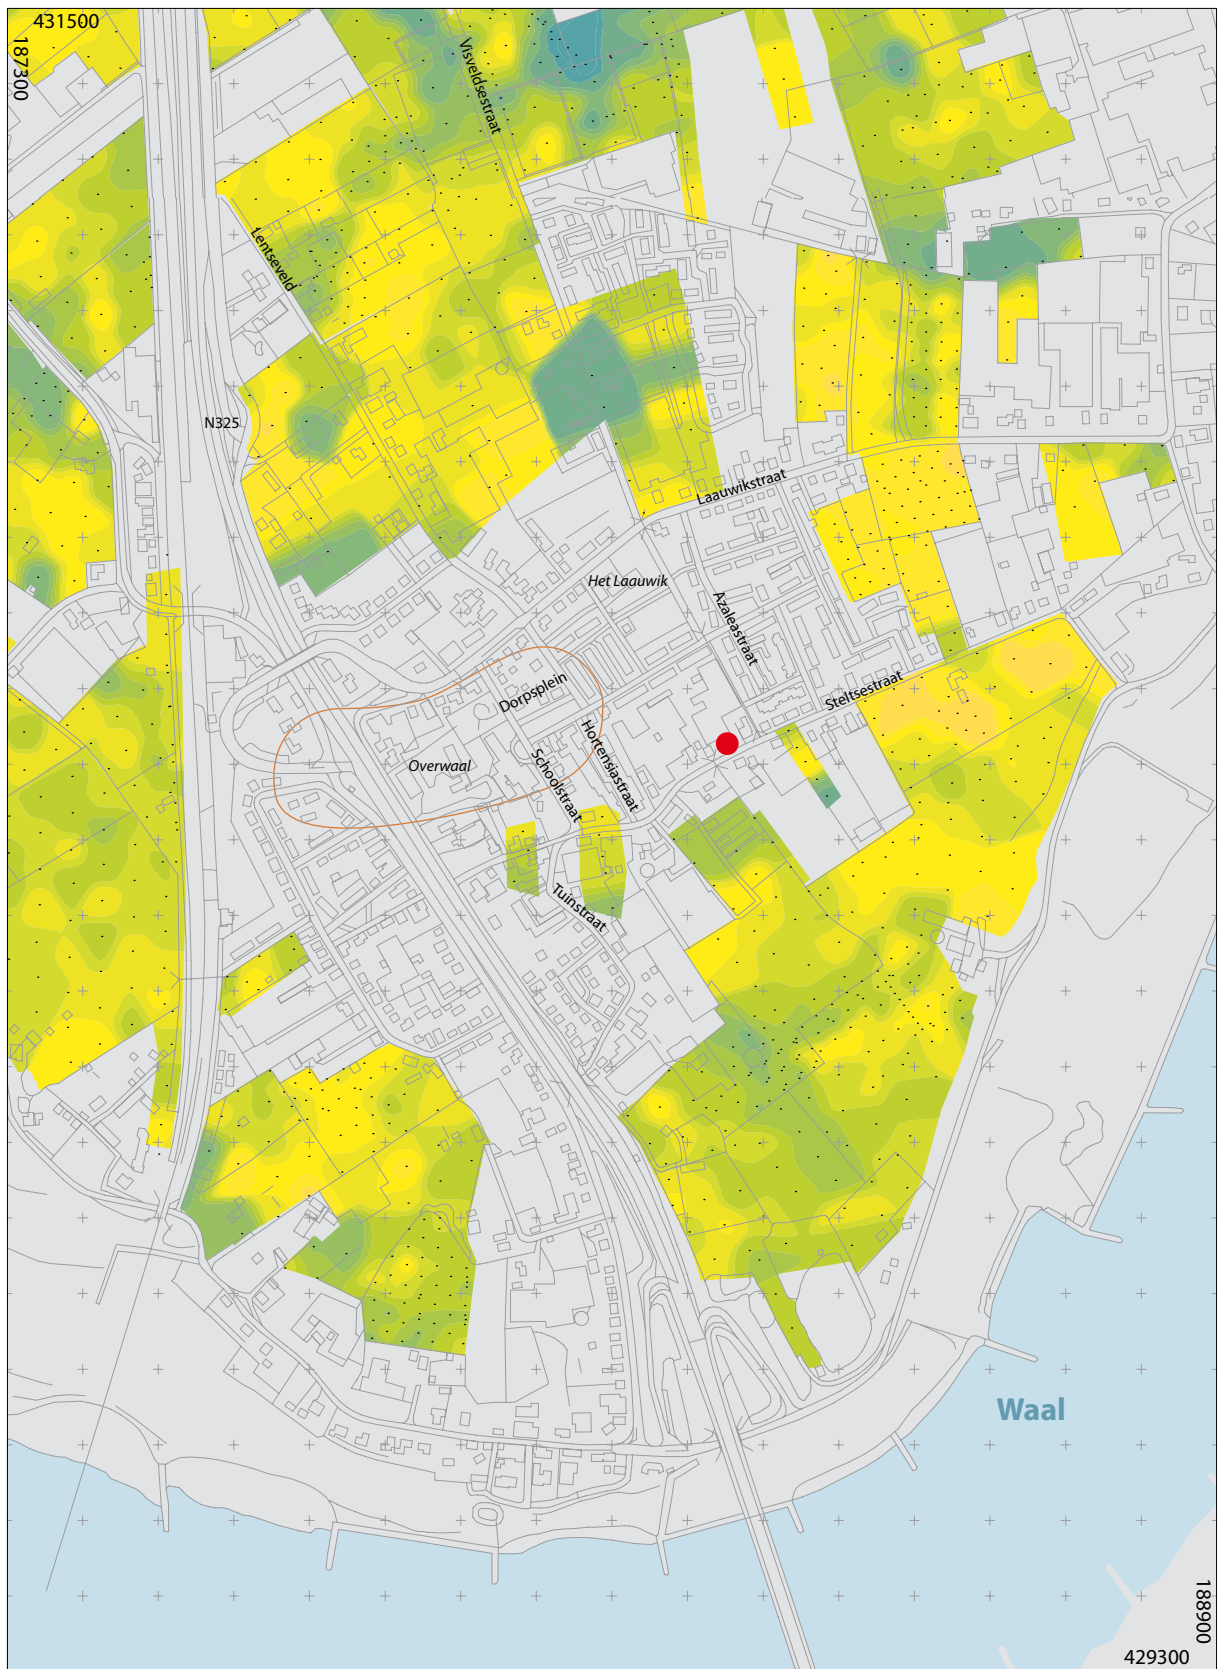 431500
187300
Visveldsestraat
Lentseveld
N325
Laauwikstraat
Het Laauwik
Azaleastraat
Steltsestraat
Dorpsplein
Hortensiastraat
Schoolstraat
Overwaal
Tuinstraat
Waal
188900
429300